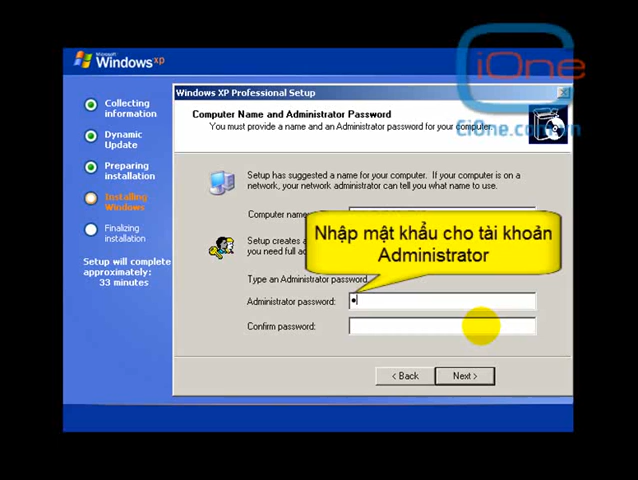 iOne
CiOne.com.vn
Microsoft
Windows xp
Collecting
information
Dynamic
Update
Preparing
installation
Installing
Windows
Finalizing
installation
Setup will complete
approximately:
33 minutes
Windows XP Professional Setup
Computer Name and Administrator Password
You must provide a name and an Administrator password for your computer.
Setup has suggested a name for your computer. If your computer is on a
network, your network administrator can tell you what name to use.
Computer name
Setup creates a
you need full a
Nhập mật khẩu cho tài khoản
Administrator
Type an Administrator password.
Administrator password:
Confirm password:
< Back
Next >